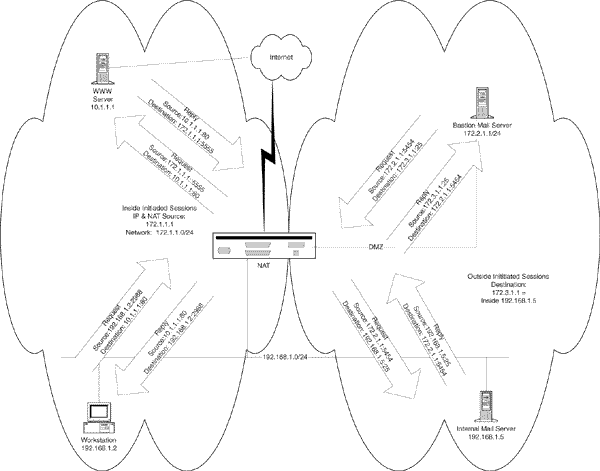 Internet
WWW
Server
10.1.1.1
Reply
Source:10.1.1.1:80
Destination: 172.1.1.1:5565
Request
Source:172.1.1.1:5565
Destination: 10.1.1.1:80
Inside Initiaded Sessions
IP & NAT Source:
172.1.1.1
Network: 172.1.1.0/24
NAT
DMZ
Bastion Mail Server
172.2.1.1/24
Request
Source:172.2.1.1:5454
Destination: 172.3.1.1:25
Reply
Source:172.3.1.1:25
Destination: 172.2.1.1:5454
Outside Inititiated Sessions
Destination:
172.3.1.1 =
Inside 192.168.1.5
Request
Source:192.168.1.2:2988
Destination: 10.1.1.1:80
Reply
Source:10.1.1.1:80
Destination: 192.168.1.2:2988
Request
Source:172.2.1.1:5454
Destination: 192.168.1.5:25
Reply
Source:192.168.1.5:25
Destination: 172.2.1.1:5454
192.168.1.0/24
Workstation
192.168.1.2
Internal Mail Server
192.168.1.5